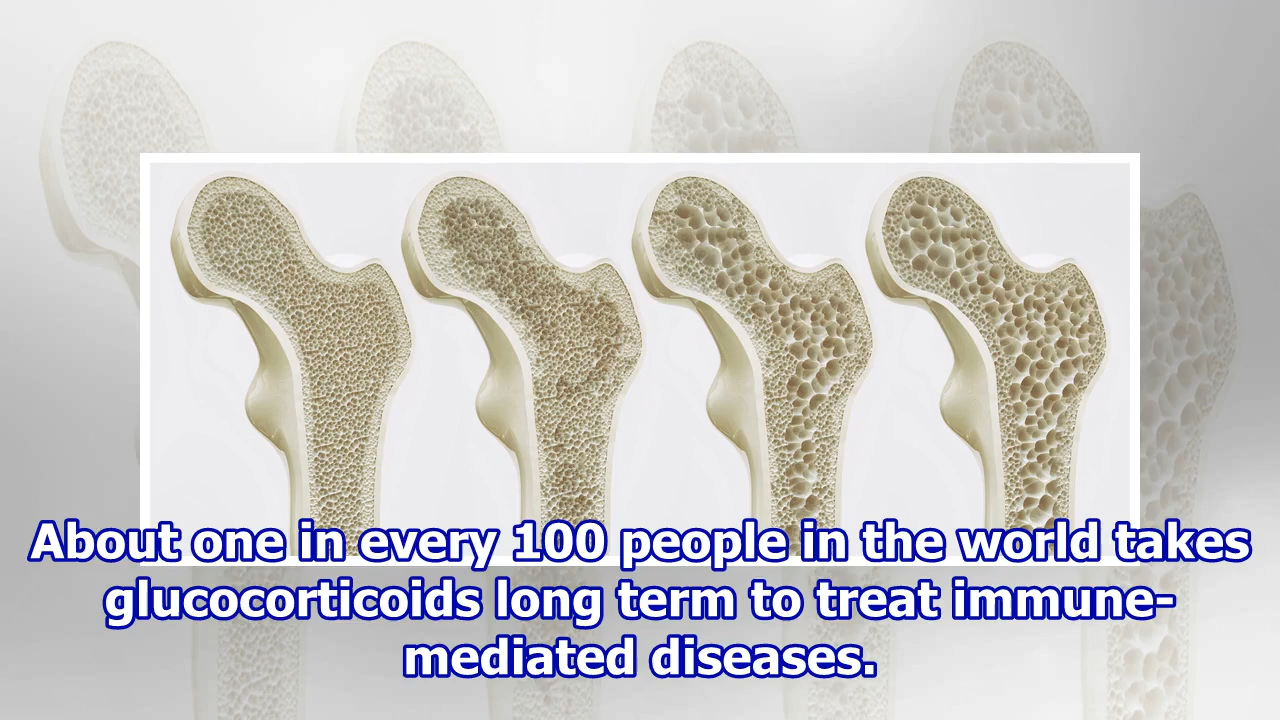 About one in every 100 people in the world takes
glucocorticoids long term to treat immune-
mediated diseases.